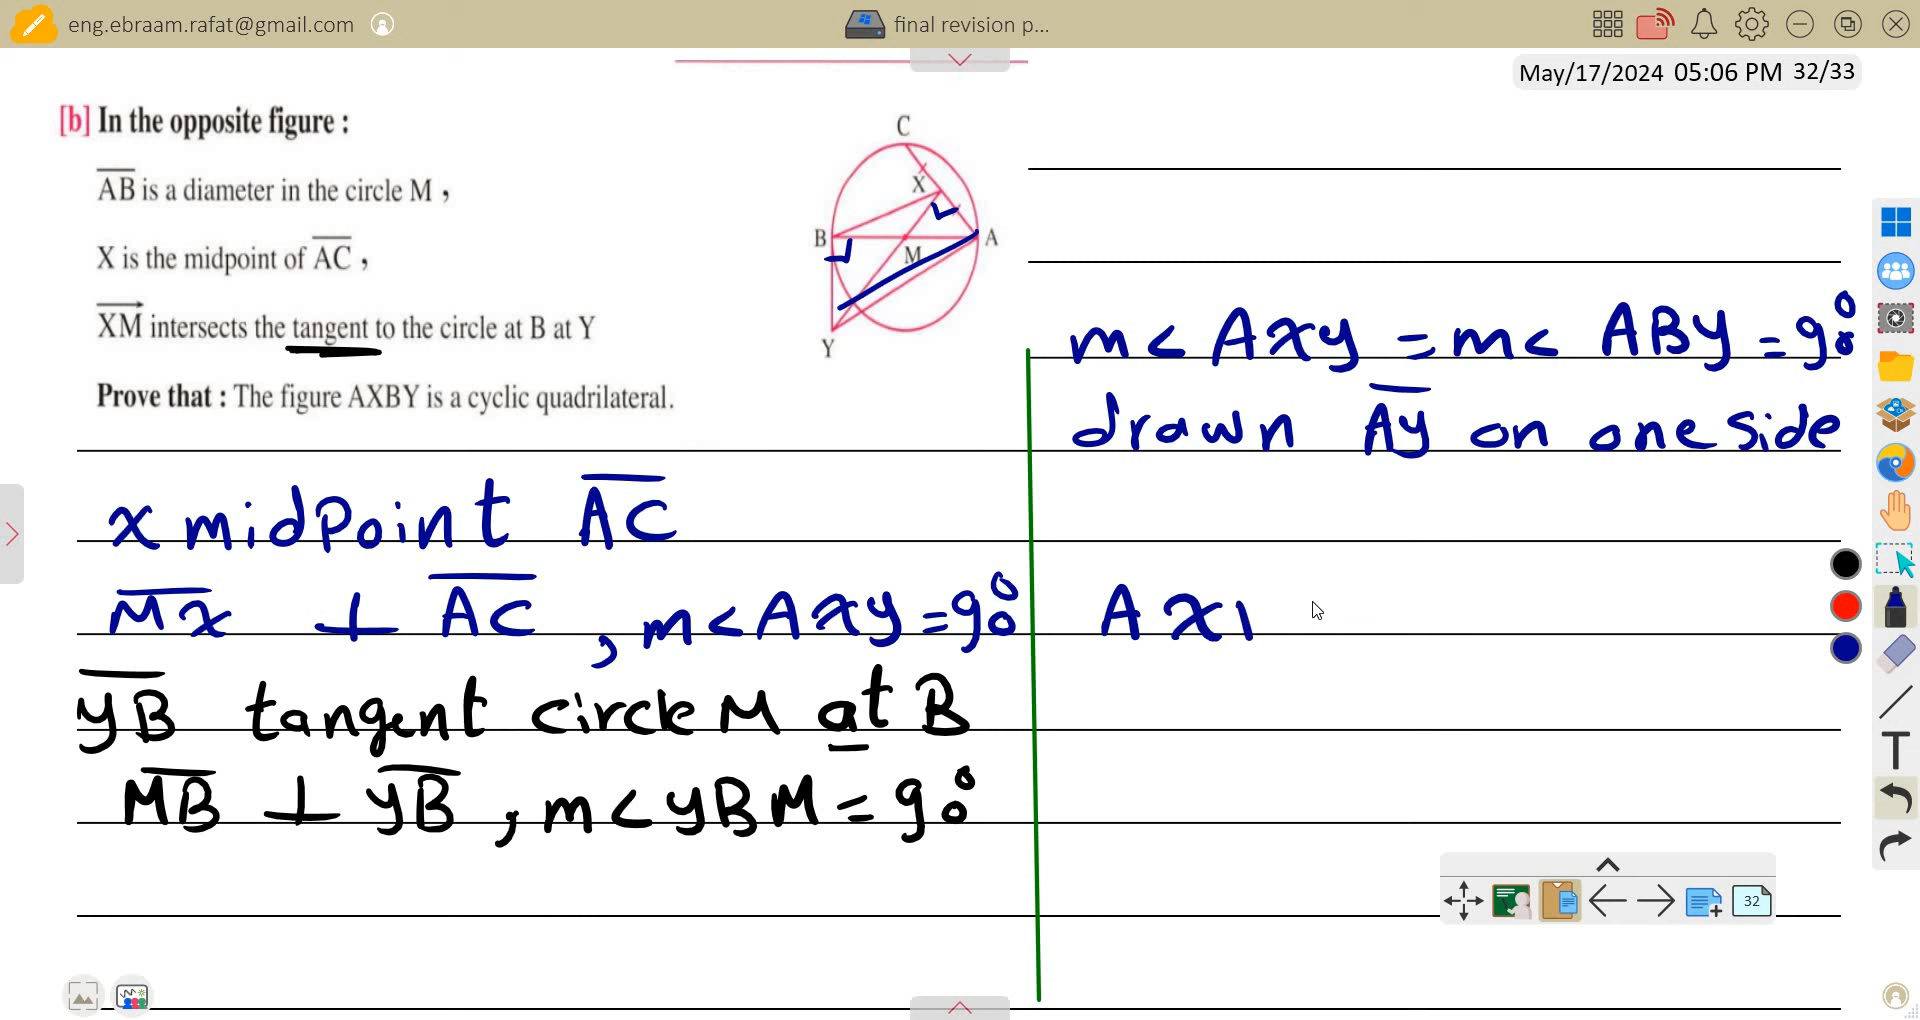 eng.ebraam.rafat@gmail.com
final revision p...
May/17/2024 05:06 PM 32/33
[b] In the opposite figure :
AB is a diameter in the circle M ,
X is the midpoint of AC ,
XM intersects the tangent to the circle at B at Y
Prove that : The figure AXBY is a cyclic quadrilateral.
C
X
B
A
M
Y
x midpoint AC
Mx ⊥ AC , m< Axy = 90°
yB tangent circle M at B
MB ⊥ yB , m< yBM = 90°
m< Axy = m< ABy = 90°
drawn Ay on one side
A x
T
32